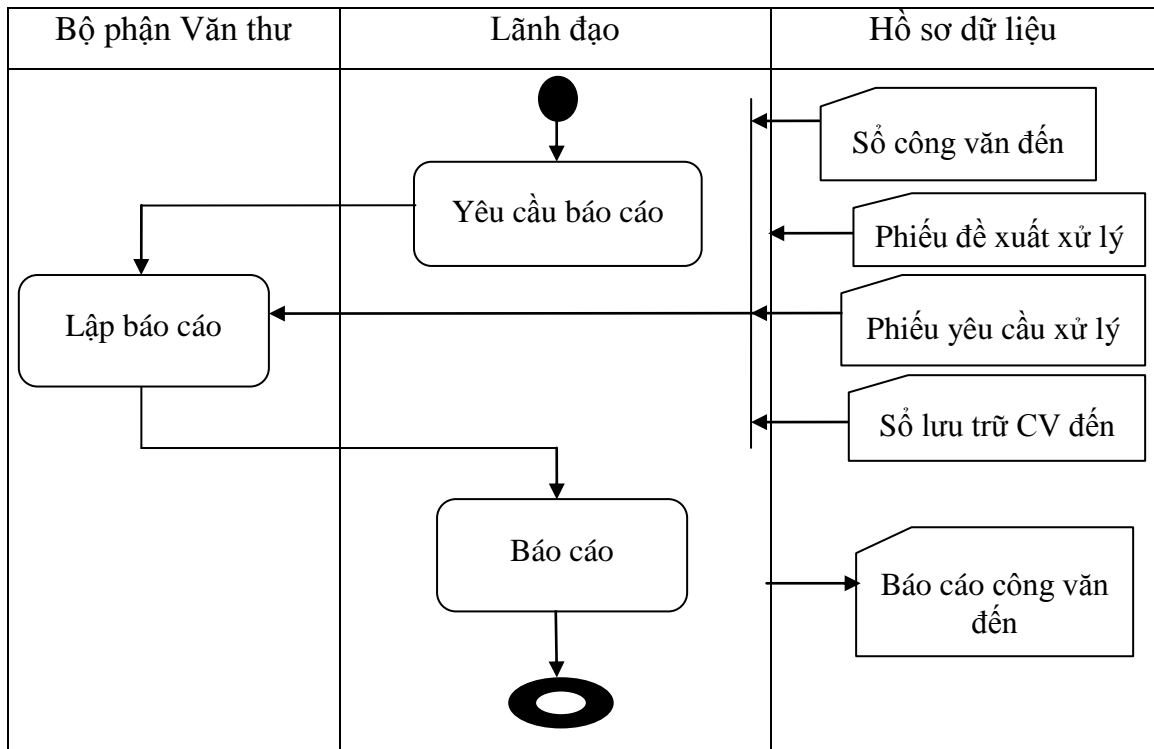 Bộ phận Văn thư
Lãnh đạo
Hồ sơ dữ liệu
Sổ công văn đến
Yêu cầu báo cáo
Phiếu đề xuất xử lý
Lập báo cáo
Phiếu yêu cầu xử lý
Sổ lưu trữ CV đến
Báo cáo
Báo cáo công văn
đến